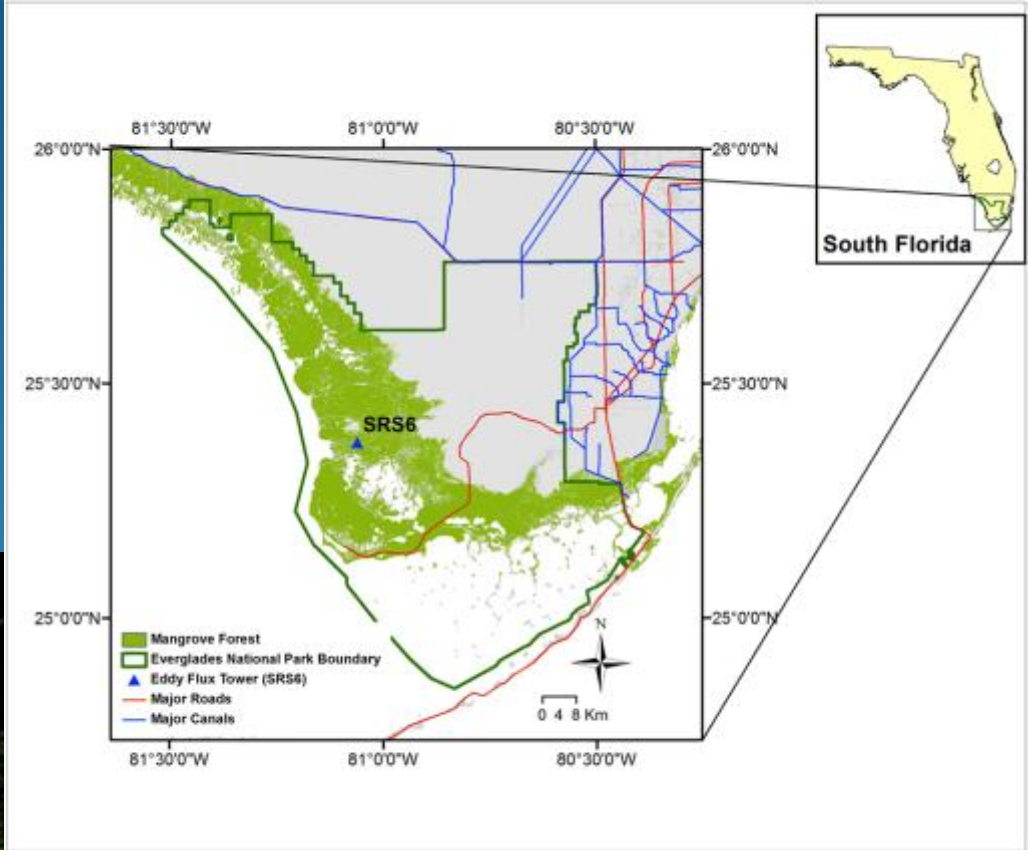 South Florida
81°30'0"W 81°0'0"W 80°30'0"W
26°0'0"N 26°0'0"N
25°30'0"N 25°30'0"N
SRS6
25°0'0"N 25°0'0"N
N
Mangrove Forest
Everglades National Park Boundary
Eddy Flux Tower (SRS6)
Major Roads
Major Canals
0 4 8 Km
81°30'0"W 81°0'0"W 80°30'0"W